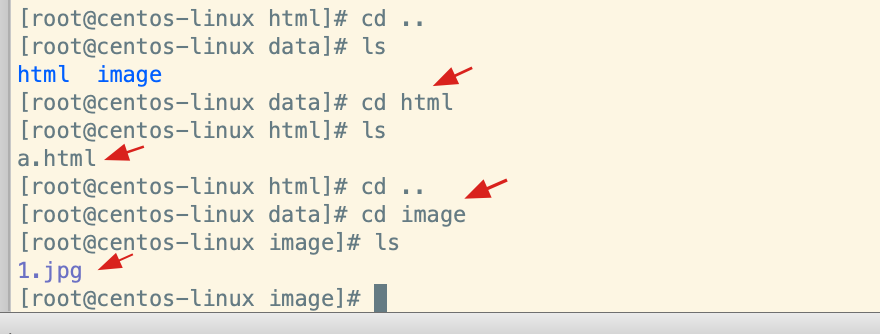 [root@centos-linux html]# cd ..
[root@centos-linux data]# ls
html  image
[root@centos-linux data]# cd html
[root@centos-linux html]# ls
a.html
[root@centos-linux html]# cd ..
[root@centos-linux data]# cd image
[root@centos-linux image]# ls
1.jpg
[root@centos-linux image]#